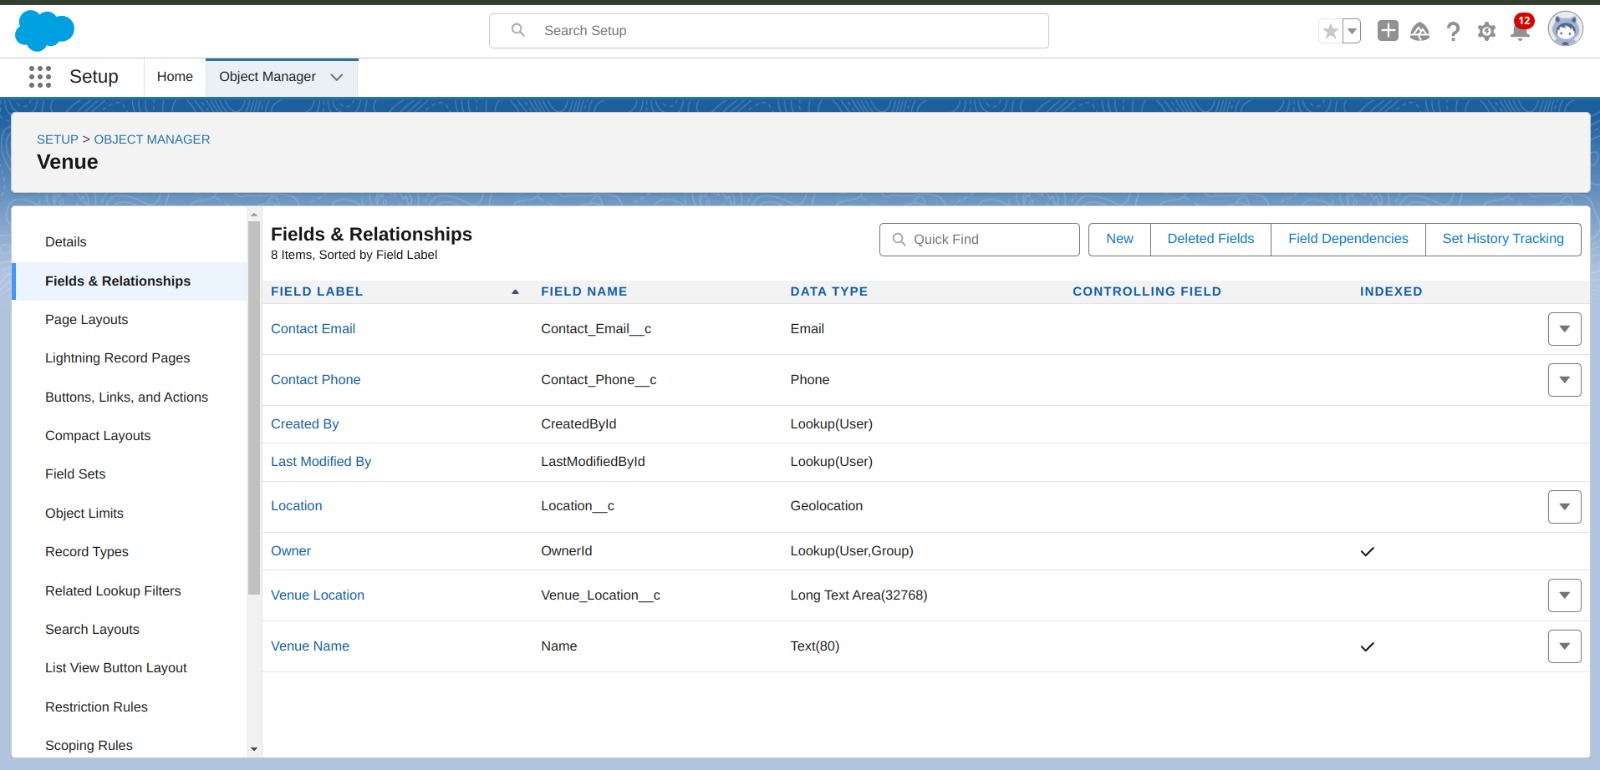 Search Setup
12
Setup
Home
Object Manager
SETUP > OBJECT MANAGER
Venue
Details
Fields & Relationships
Page Layouts
Lightning Record Pages
Buttons, Links, and Actions
Compact Layouts
Field Sets
Object Limits
Record Types
Related Lookup Filters
Search Layouts
List View Button Layout
Restriction Rules
Scoping Rules
Fields & Relationships
8 Items, Sorted by Field Label
Quick Find
New
Deleted Fields
Field Dependencies
Set History Tracking
FIELD LABEL FIELD NAME DATA TYPE CONTROLLING FIELD INDEXED
Contact Email Contact_Email__c Email
Contact Phone Contact_Phone__c Phone
Created By CreatedById Lookup(User)
Last Modified By LastModifiedById Lookup(User)
Location Location__c Geolocation
Owner OwnerId Lookup(User,Group)
Venue Location Venue_Location__c Long Text Area(32768)
Venue Name Name Text(80)